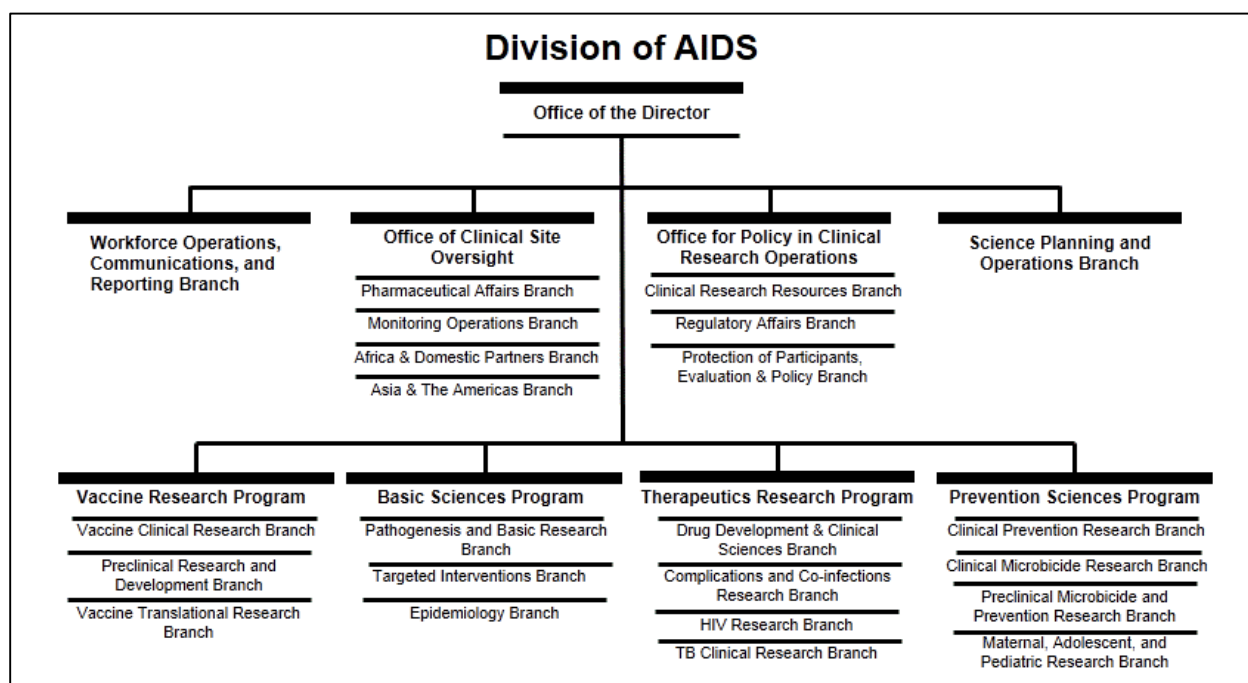 Division of AIDS
Office of the Director
Workforce Operations,
Communications, and
Reporting Branch
Office of Clinical Site
Oversight
Pharmaceutical Affairs Branch
Monitoring Operations Branch
Africa & Domestic Partners Branch
Asia & The Americas Branch
Office for Policy in Clinical
Research Operations
Clinical Research Resources Branch
Regulatory Affairs Branch
Protection of Participants,
Evaluation & Policy Branch
Science Planning and
Operations Branch
Vaccine Research Program
Vaccine Clinical Research Branch
Preclinical Research and
Development Branch
Vaccine Translational Research
Branch
Basic Sciences Program
Pathogenesis and Basic Research
Branch
Targeted Interventions Branch
Epidemiology Branch
Therapeutics Research Program
Drug Development & Clinical
Sciences Branch
Complications and Co-infections
Research Branch
HIV Research Branch
TB Clinical Research Branch
Prevention Sciences Program
Clinical Prevention Research Branch
Clinical Microbicide Research Branch
Preclinical Microbicide and
Prevention Research Branch
Maternal, Adolescent, and
Pediatric Research Branch